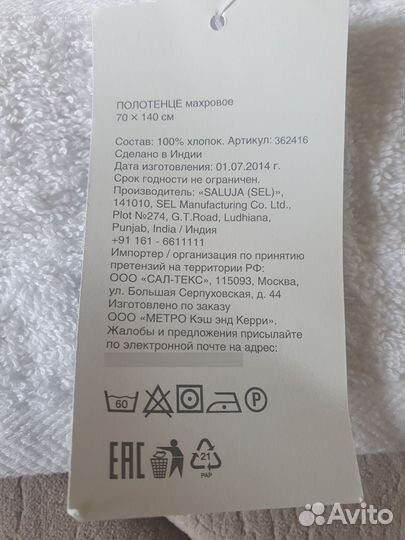 ПОЛОТЕНЦЕ махровое
70 × 140 см
Состав: 100% хлопок. Артикул: 362416
Сделано в Индии
Дата изготовления: 01.07.2014 г.
Срок годности не ограничен.
Производитель: «SALUJA (SEL)»,
141010, SEL Manufacturing Co. Ltd.,
Plot №274, G.T.Road, Ludhiana,
Punjab, India / Индия
+91 161 - 6611111
Импортер / организация по принятию
претензий на территории РФ:
ООО «САЛ-ТЕКС», 115093, Москва,
ул. Большая Серпуховская, д. 44
Изготовлено по заказу
ООО «МЕТРО Кэш энд Керри».
Жалобы и предложения присылайте
по электронной почте на адрес:
60 P
EAC 21
PAP
Avito